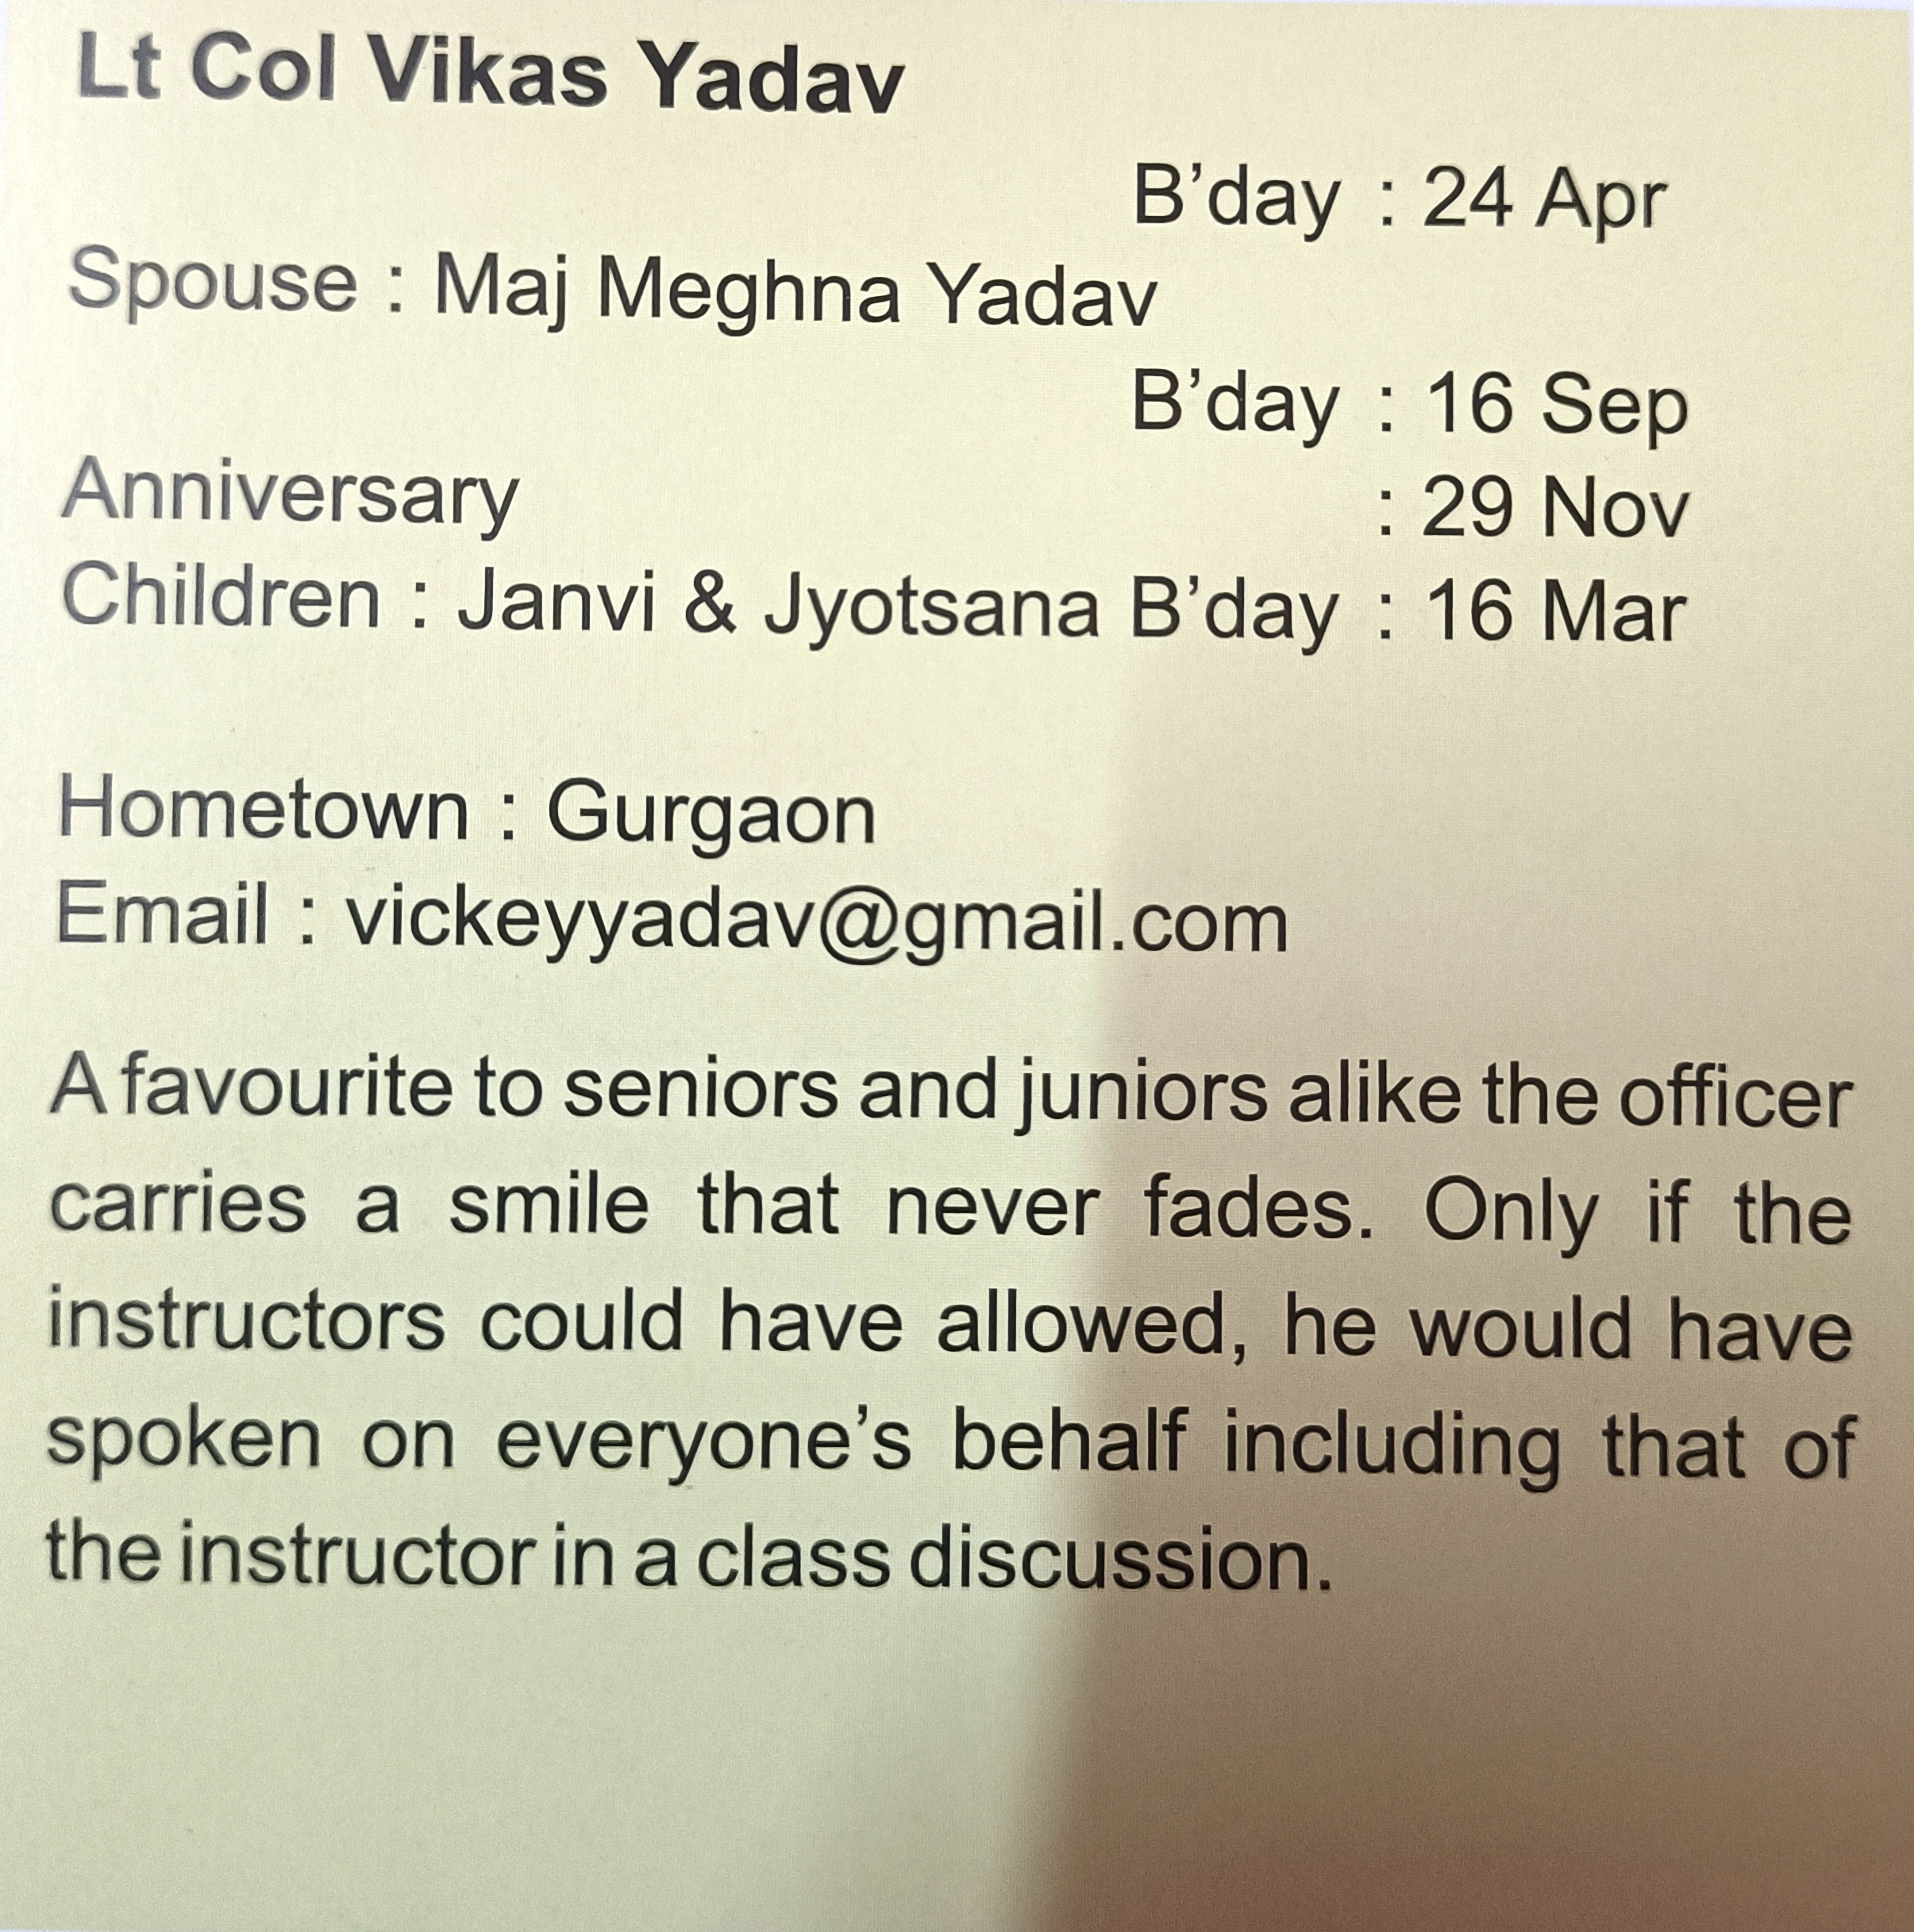 Lt Col Vikas Yadav
B’day : 24 Apr
Spouse : Maj Meghna Yadav
B’day : 16 Sep
Anniversary : 29 Nov
Children : Janvi & Jyotsana B’day : 16 Mar
Hometown : Gurgaon
Email : vickeyyadav@gmail.com
A favourite to seniors and juniors alike the officer
carries a smile that never fades. Only if the
instructors could have allowed, he would have
spoken on everyone’s behalf including that of
the instructor in a class discussion.